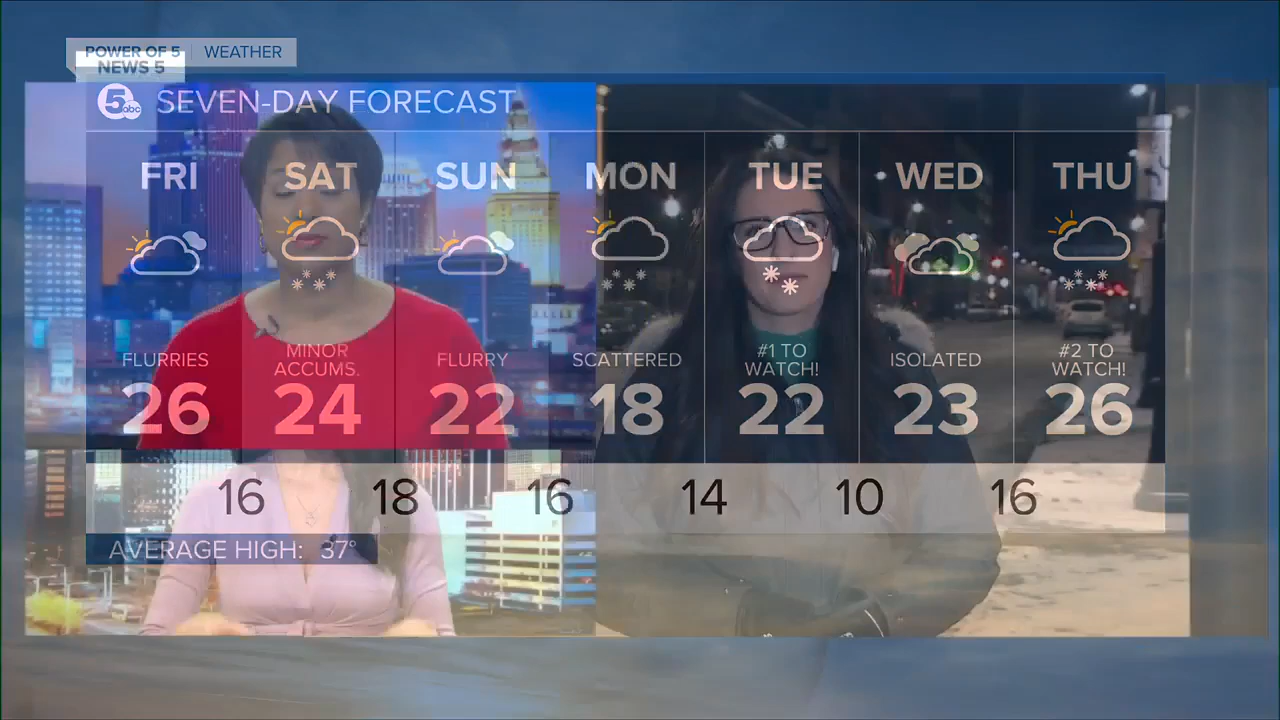 POWER OF 5 WEATHER
NEWS 5
5 abc SEVEN-DAY FORECAST
FRI SAT SUN MON TUE WED THU
FLURRIES MINOR ACCUMS. FLURRY SCATTERED #1 TO WATCH! ISOLATED #2 TO WATCH!
26 24 22 18 22 23 26
16 18 16 14 10 16
AVERAGE HIGH: 37°